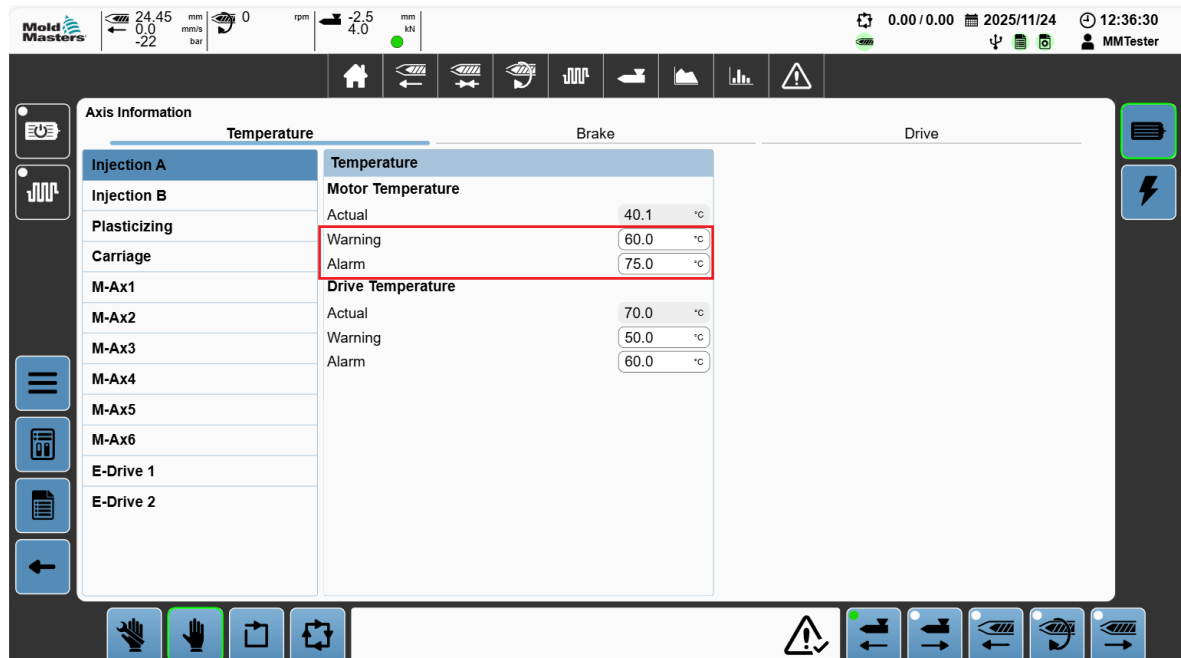 Mold
Masters
24.45 mm
0.0 mm/s
-22 bar
0 rpm
-2.5 mm
4.0 kN
0.00 / 0.00
2025/11/24
12:36:30
MMTester
Axis Information
Temperature
Brake
Drive
Injection A
Injection B
Plasticizing
Carriage
M-Ax1
M-Ax2
M-Ax3
M-Ax4
M-Ax5
M-Ax6
E-Drive 1
E-Drive 2
Temperature
Motor Temperature
Actual 40.1 °C
Warning 60.0 °C
Alarm 75.0 °C
Drive Temperature
Actual 70.0 °C
Warning 50.0 °C
Alarm 60.0 °C